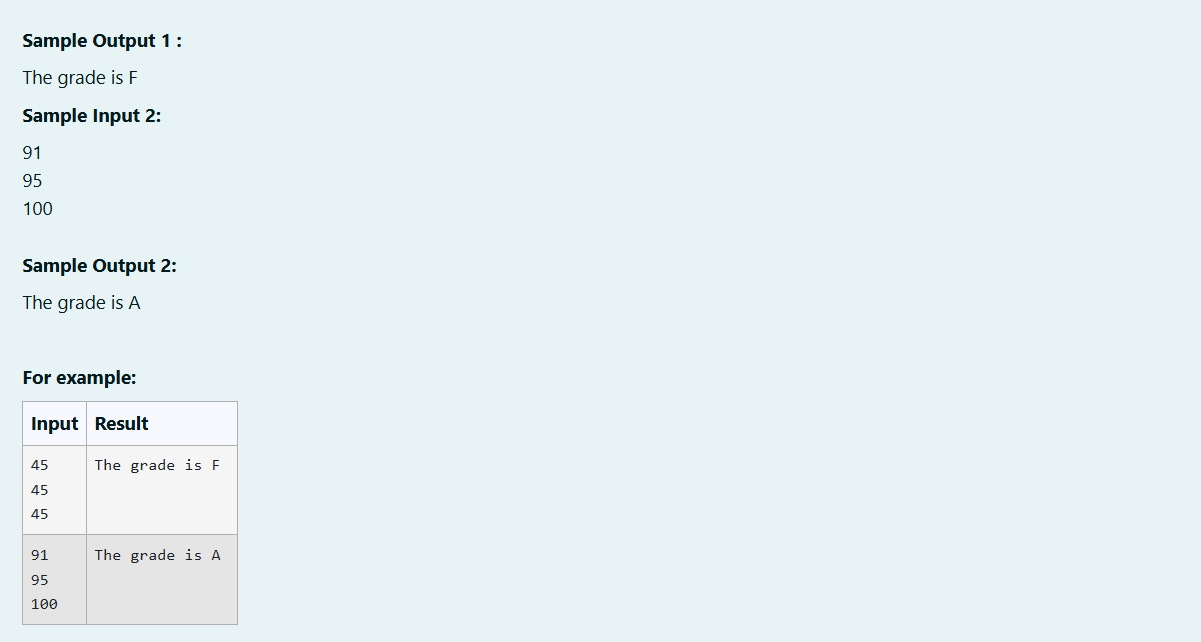 Sample Output 1 :
The grade is F
Sample Input 2:
91
95
100
Sample Output 2:
The grade is A
For example:
Input Result
45 The grade is F
45
45
91 The grade is A
95
100